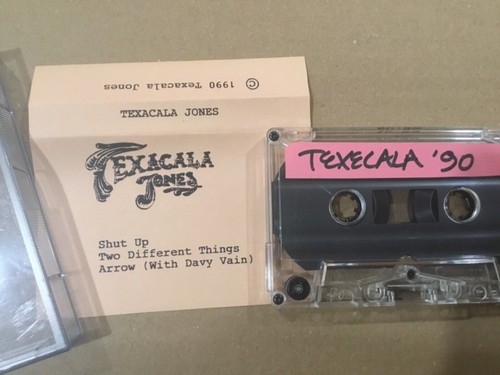 © 1990 Texacala Jones
TEXACALA JONES
TEXACALA
JONES
Shut Up
Two Different Things
Arrow (With Davy Vain)
TEXECALA '90